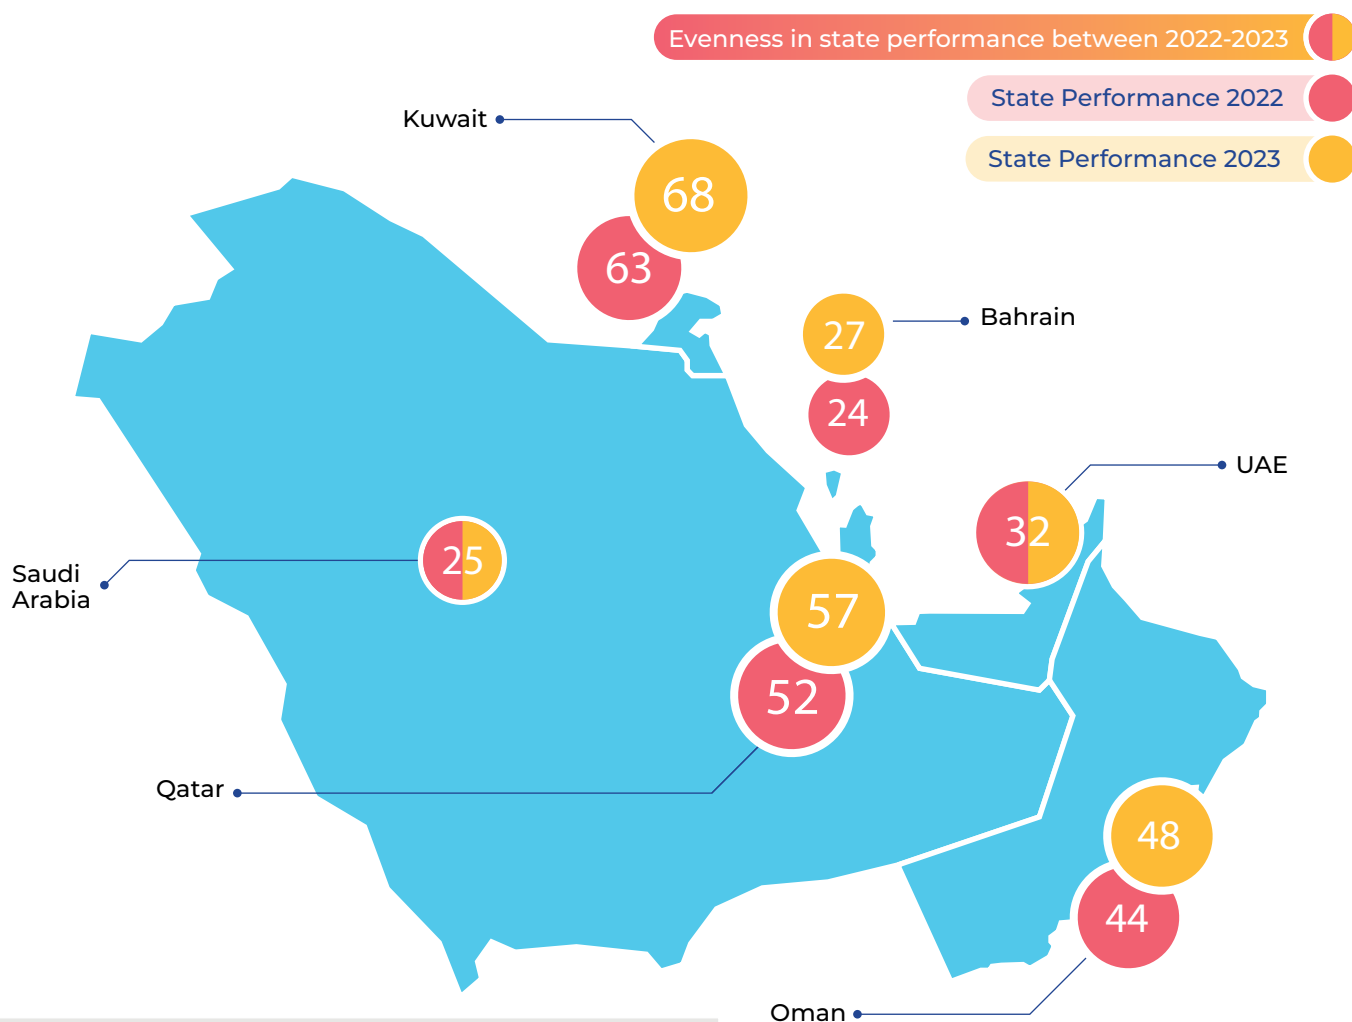 Evenness in state performance between 2022-2023
State Performance 2022
State Performance 2023
Kuwait
68
63
Bahrain
27
24
UAE
32
Saudi
Arabia
25
57
52
Qatar
48
44
Oman